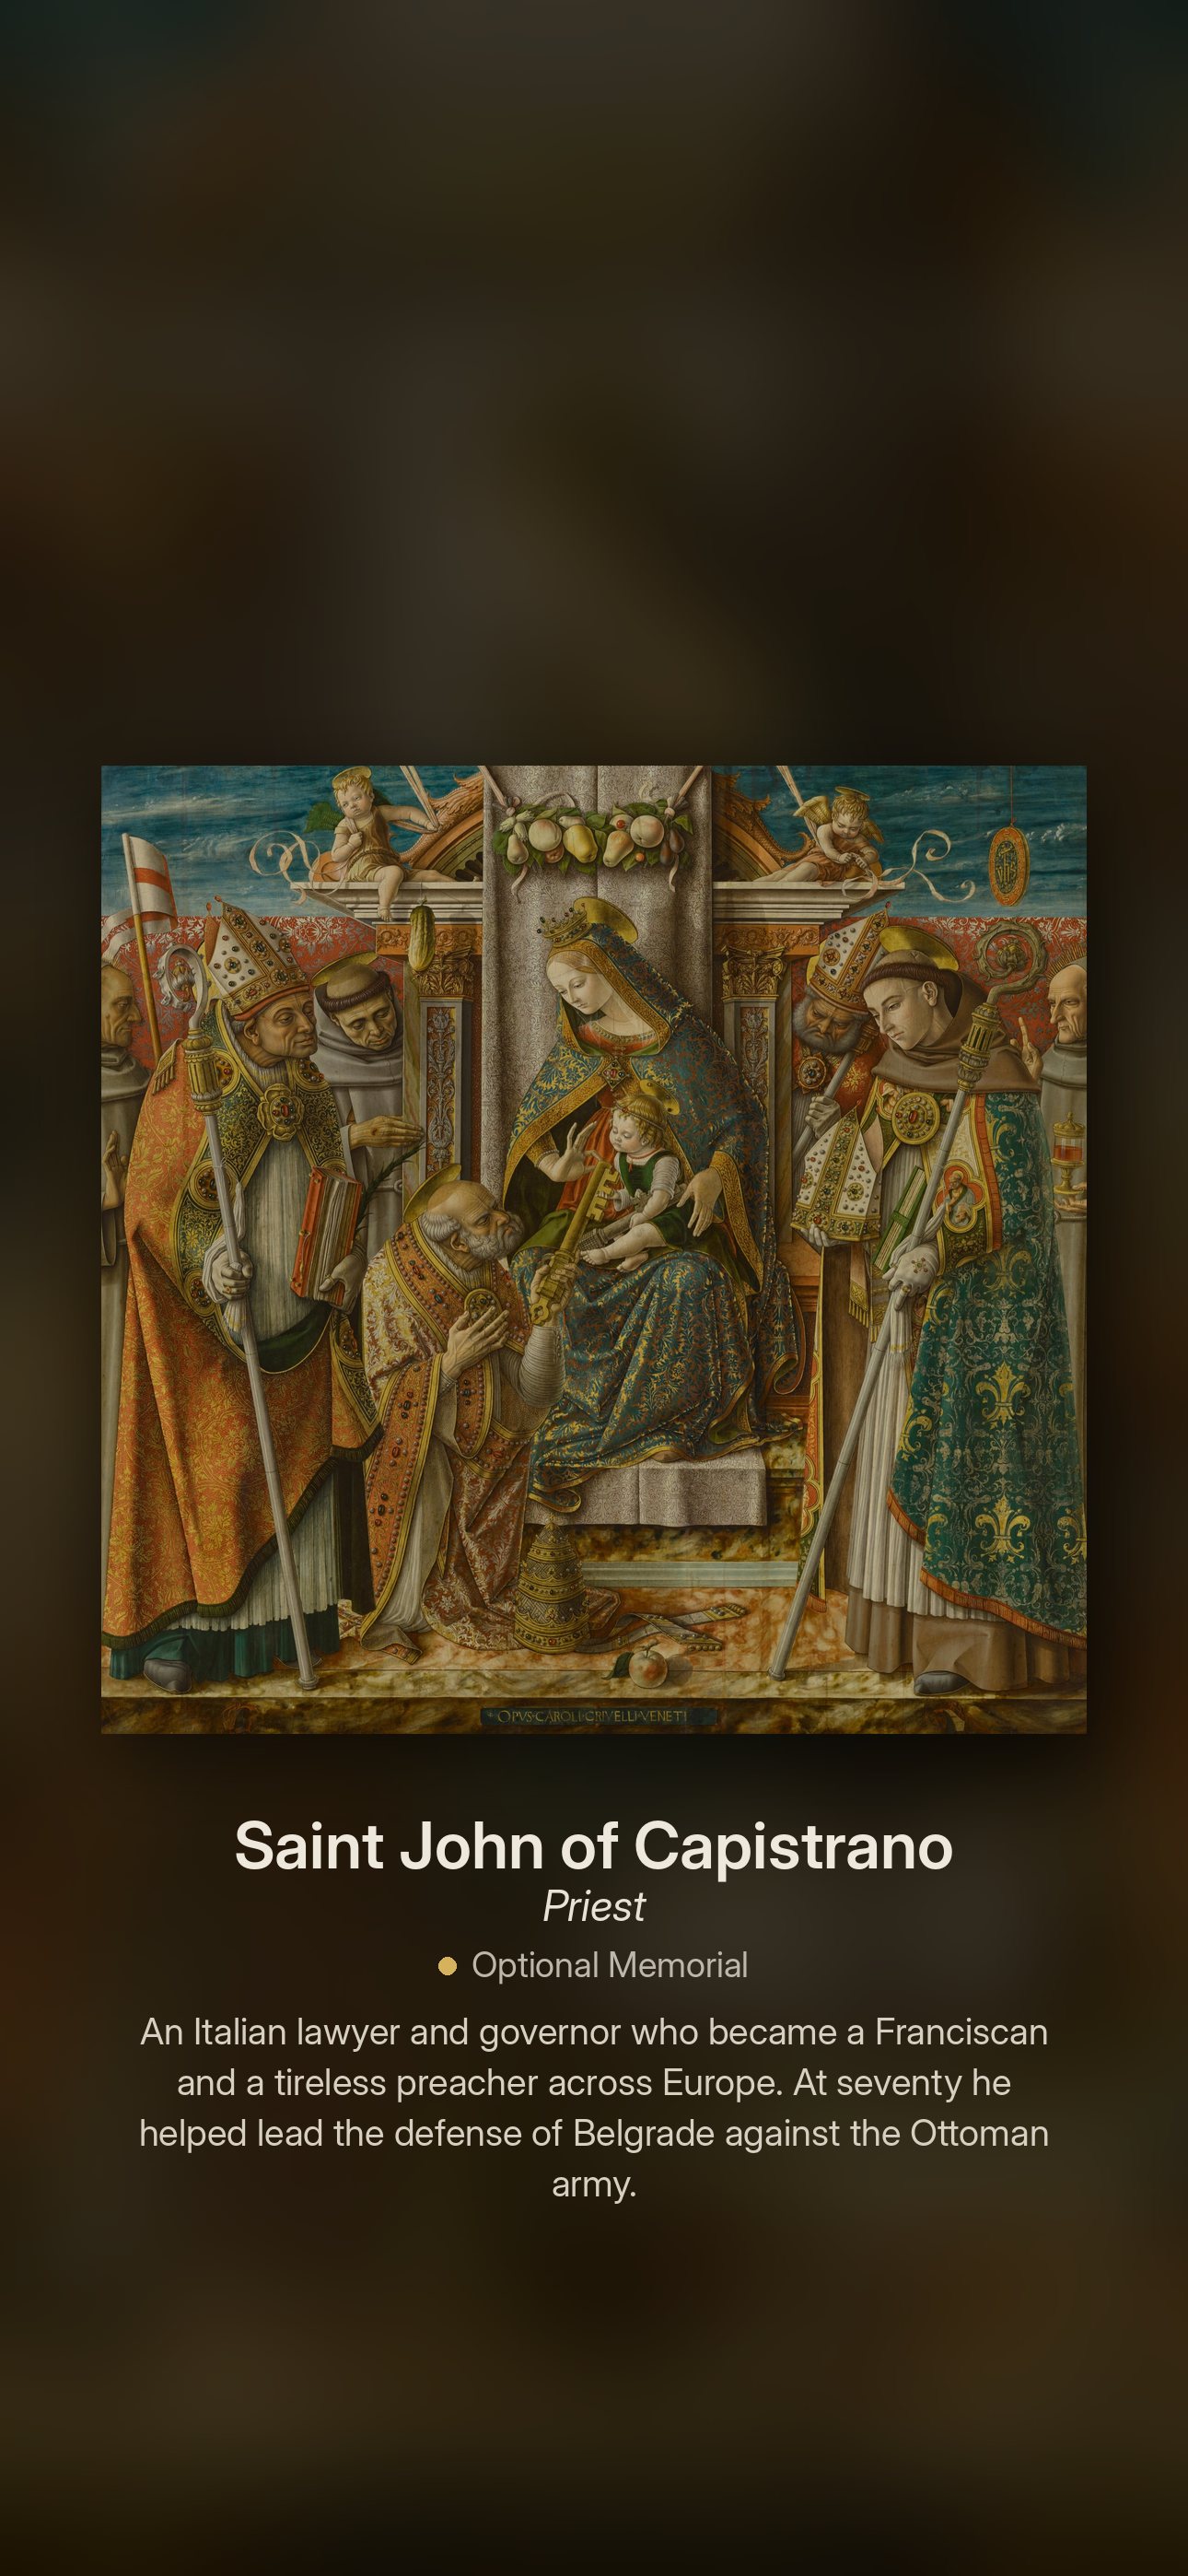 OPVS·CAROLI·CRIVELLI·VENETI
Saint John of Capistrano
Priest
Optional Memorial
An Italian lawyer and governor who became a Franciscan
and a tireless preacher across Europe. At seventy he
helped lead the defense of Belgrade against the Ottoman
army.